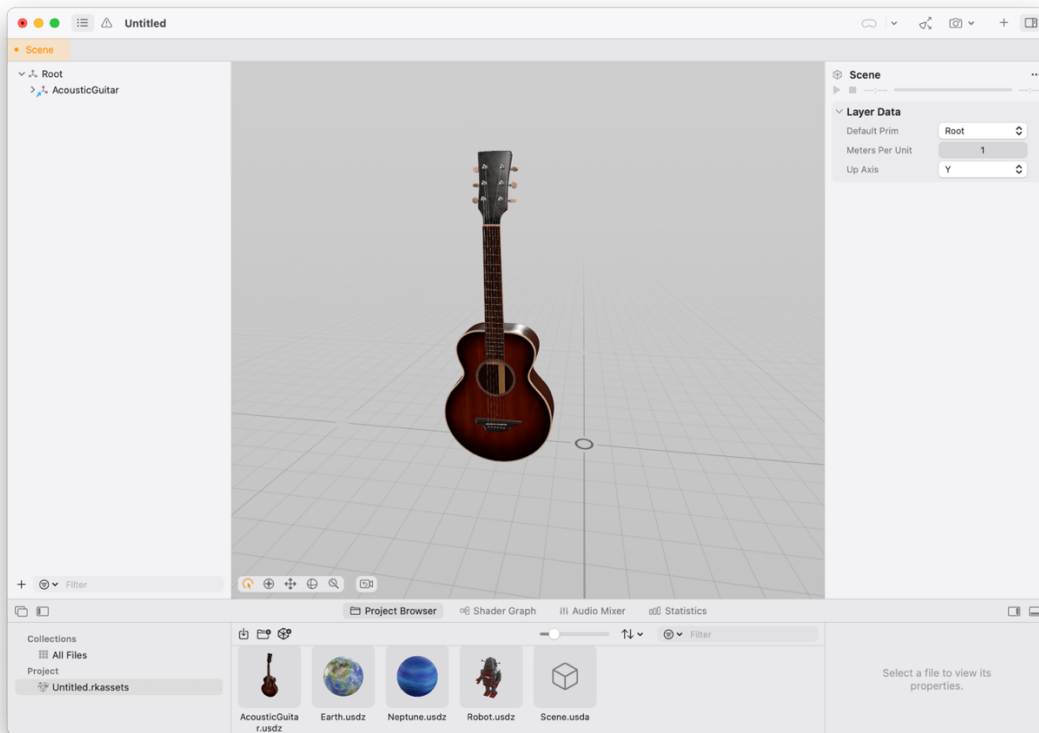 Untitled
Scene
Root
AcousticGuitar
Filter
Scene
Layer Data
Default Prim Root
Meters Per Unit 1
Up Axis Y
Project Browser Shader Graph Audio Mixer Statistics
Collections
All Files
Project
Untitled.rkassets
Filter
AcousticGuita
r.usdz
Earth.usdz
Neptune.usdz
Robot.usdz
Scene.usda
Select a file to view its
properties.